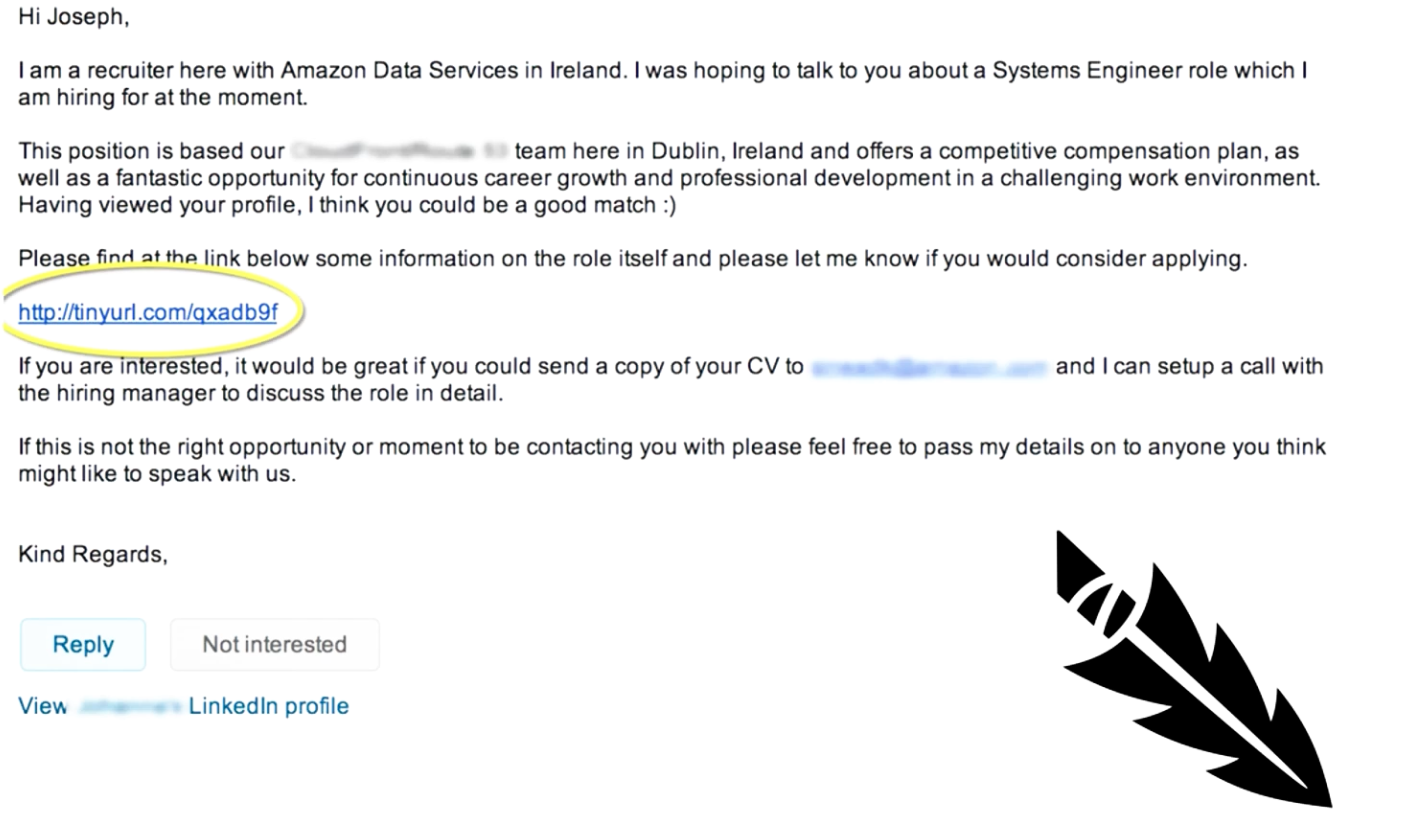 Hi Joseph,
I am a recruiter here with Amazon Data Services in Ireland. I was hoping to talk to you about a Systems Engineer role which I
am hiring for at the moment.
This position is based our team here in Dublin, Ireland and offers a competitive compensation plan, as
well as a fantastic opportunity for continuous career growth and professional development in a challenging work environment.
Having viewed your profile, I think you could be a good match :)
Please find at the link below some information on the role itself and please let me know if you would consider applying.
http://tinyurl.com/qxadb9f
If you are interested, it would be great if you could send a copy of your CV to and I can setup a call with
the hiring manager to discuss the role in detail.
If this is not the right opportunity or moment to be contacting you with please feel free to pass my details on to anyone you think
might like to speak with us.
Kind Regards,
Reply Not interested
View LinkedIn profile